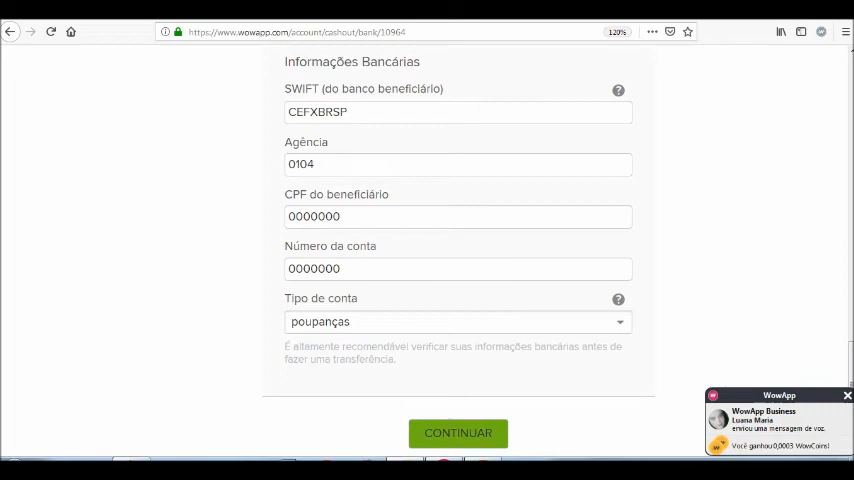 https://www.wowapp.com/account/cashout/bank/10964
120%
Informações Bancárias
SWIFT (do banco beneficiário)
CEFXBRSP
Agência
0104
CPF do beneficiário
0000000
Número da conta
0000000
Tipo de conta
poupanças
É altamente recomendável verificar suas informações bancárias antes de
fazer uma transferência.
CONTINUAR
WowApp
WowApp Business
Luana Maria
enviou uma mensagem de voz.
Você ganhou 0,0003 WowCoins!